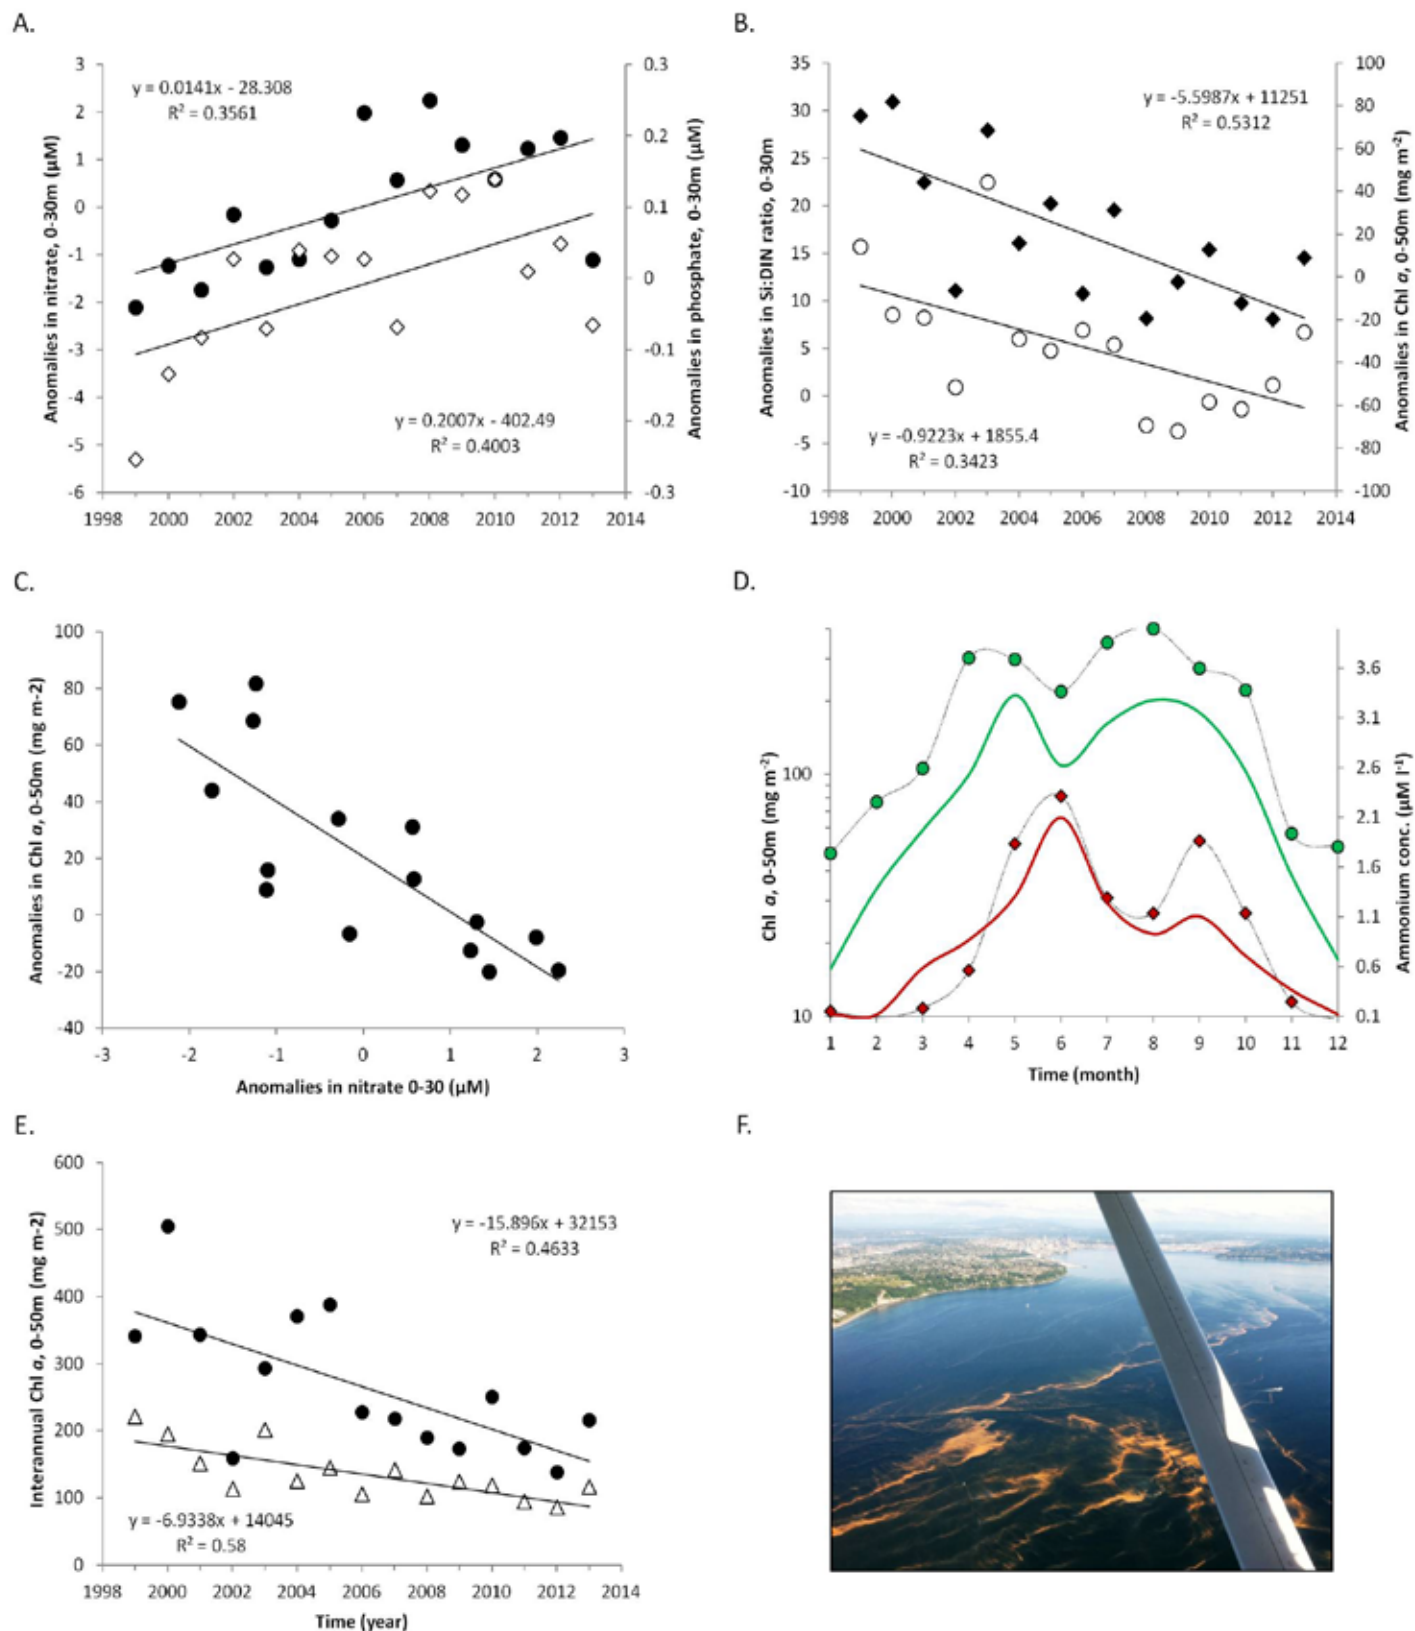 A.
Anomalies in nitrate, 0-30m (µM)
3
2
1
0
-1
-2
-3
-4
-5
-6
y = 0.0141x - 28.308
R² = 0.3561
y = 0.2007x - 402.49
R² = 0.4003
0.3
0.2
0.1
0
-0.1
-0.2
-0.3
Anomalies in phosphate, 0-30m (µM)
1998 2000 2002 2004 2006 2008 2010 2012 2014
B.
Anomalies in Si:DIN ratio, 0-30m
35
30
25
20
15
10
5
0
-5
-10
y = -5.5987x + 11251
R² = 0.5312
y = -0.9223x + 1855.4
R² = 0.3423
100
80
60
40
20
0
-20
-40
-60
-80
-100
Anomalies in Chl a, 0-50m (mg m⁻²)
1998 2000 2002 2004 2006 2008 2010 2012 2014
C.
Anomalies in Chl a, 0-50m (mg m-2)
100
80
60
40
20
0
-20
-40
-3 -2 -1 0 1 2 3
Anomalies in nitrate 0-30 (µM)
D.
Chl a, 0-50m (mg m⁻²)
100
10
3.6
3.1
2.6
2.1
1.6
1.1
0.6
0.1
Ammonium conc. (µM l⁻¹)
1 2 3 4 5 6 7 8 9 10 11 12
Time (month)
E.
Interannual Chl a, 0-50m (mg m-2)
600
500
400
300
200
100
0
y = -15.896x + 32153
R² = 0.4633
y = -6.9338x + 14045
R² = 0.58
1998 2000 2002 2004 2006 2008 2010 2012 2014
Time (year)
F.